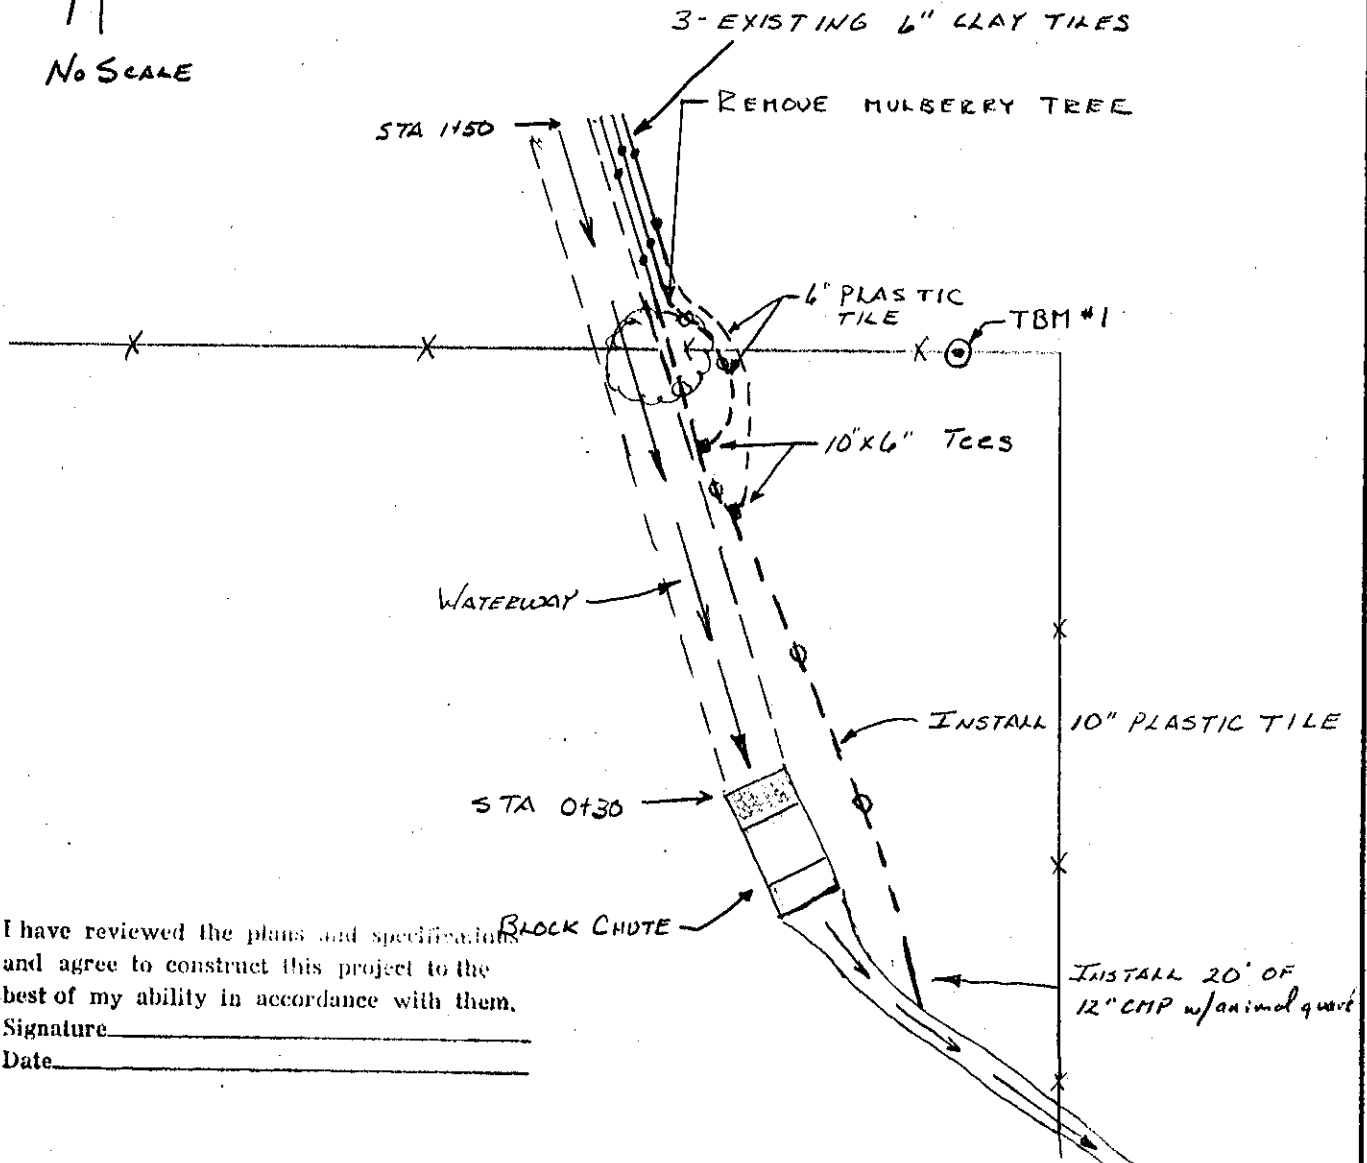 3-EXISTING 6" CLAY TILES
No SCALE
REMOVE MULBERRY TREE
STA 1+50
6" PLASTIC
TILE
TBM #1
10"x6" Tees
WATERWAY
INSTALL 10" PLASTIC TILE
STA 0+30
BLOCK CHUTE
I have reviewed the plans and specifications
and agree to construct this project to the
best of my ability in accordance with them.
Signature
Date
INSTALL 20' OF
12" CMP w/animal guard